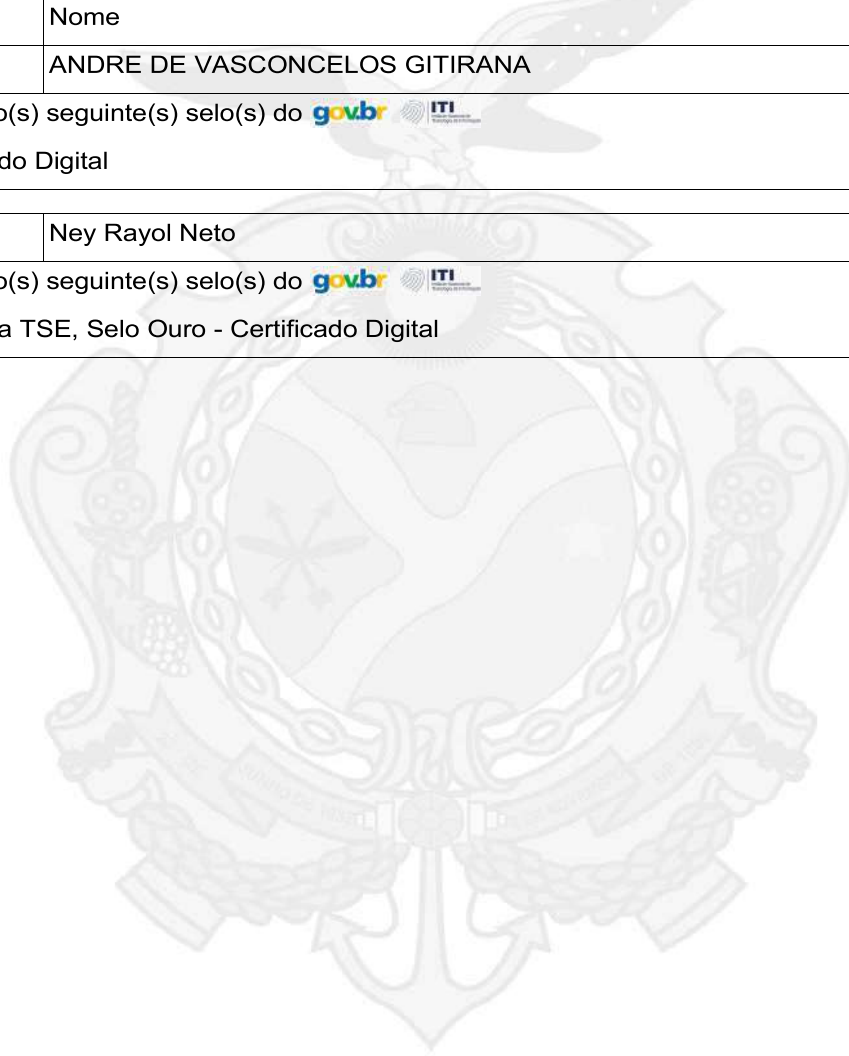 Nome
ANDRE DE VASCONCELOS GITIRANA
o(s) seguinte(s) selo(s) do gov.br ITI
do Digital
Ney Rayol Neto
o(s) seguinte(s) selo(s) do gov.br ITI
a TSE, Selo Ouro - Certificado Digital